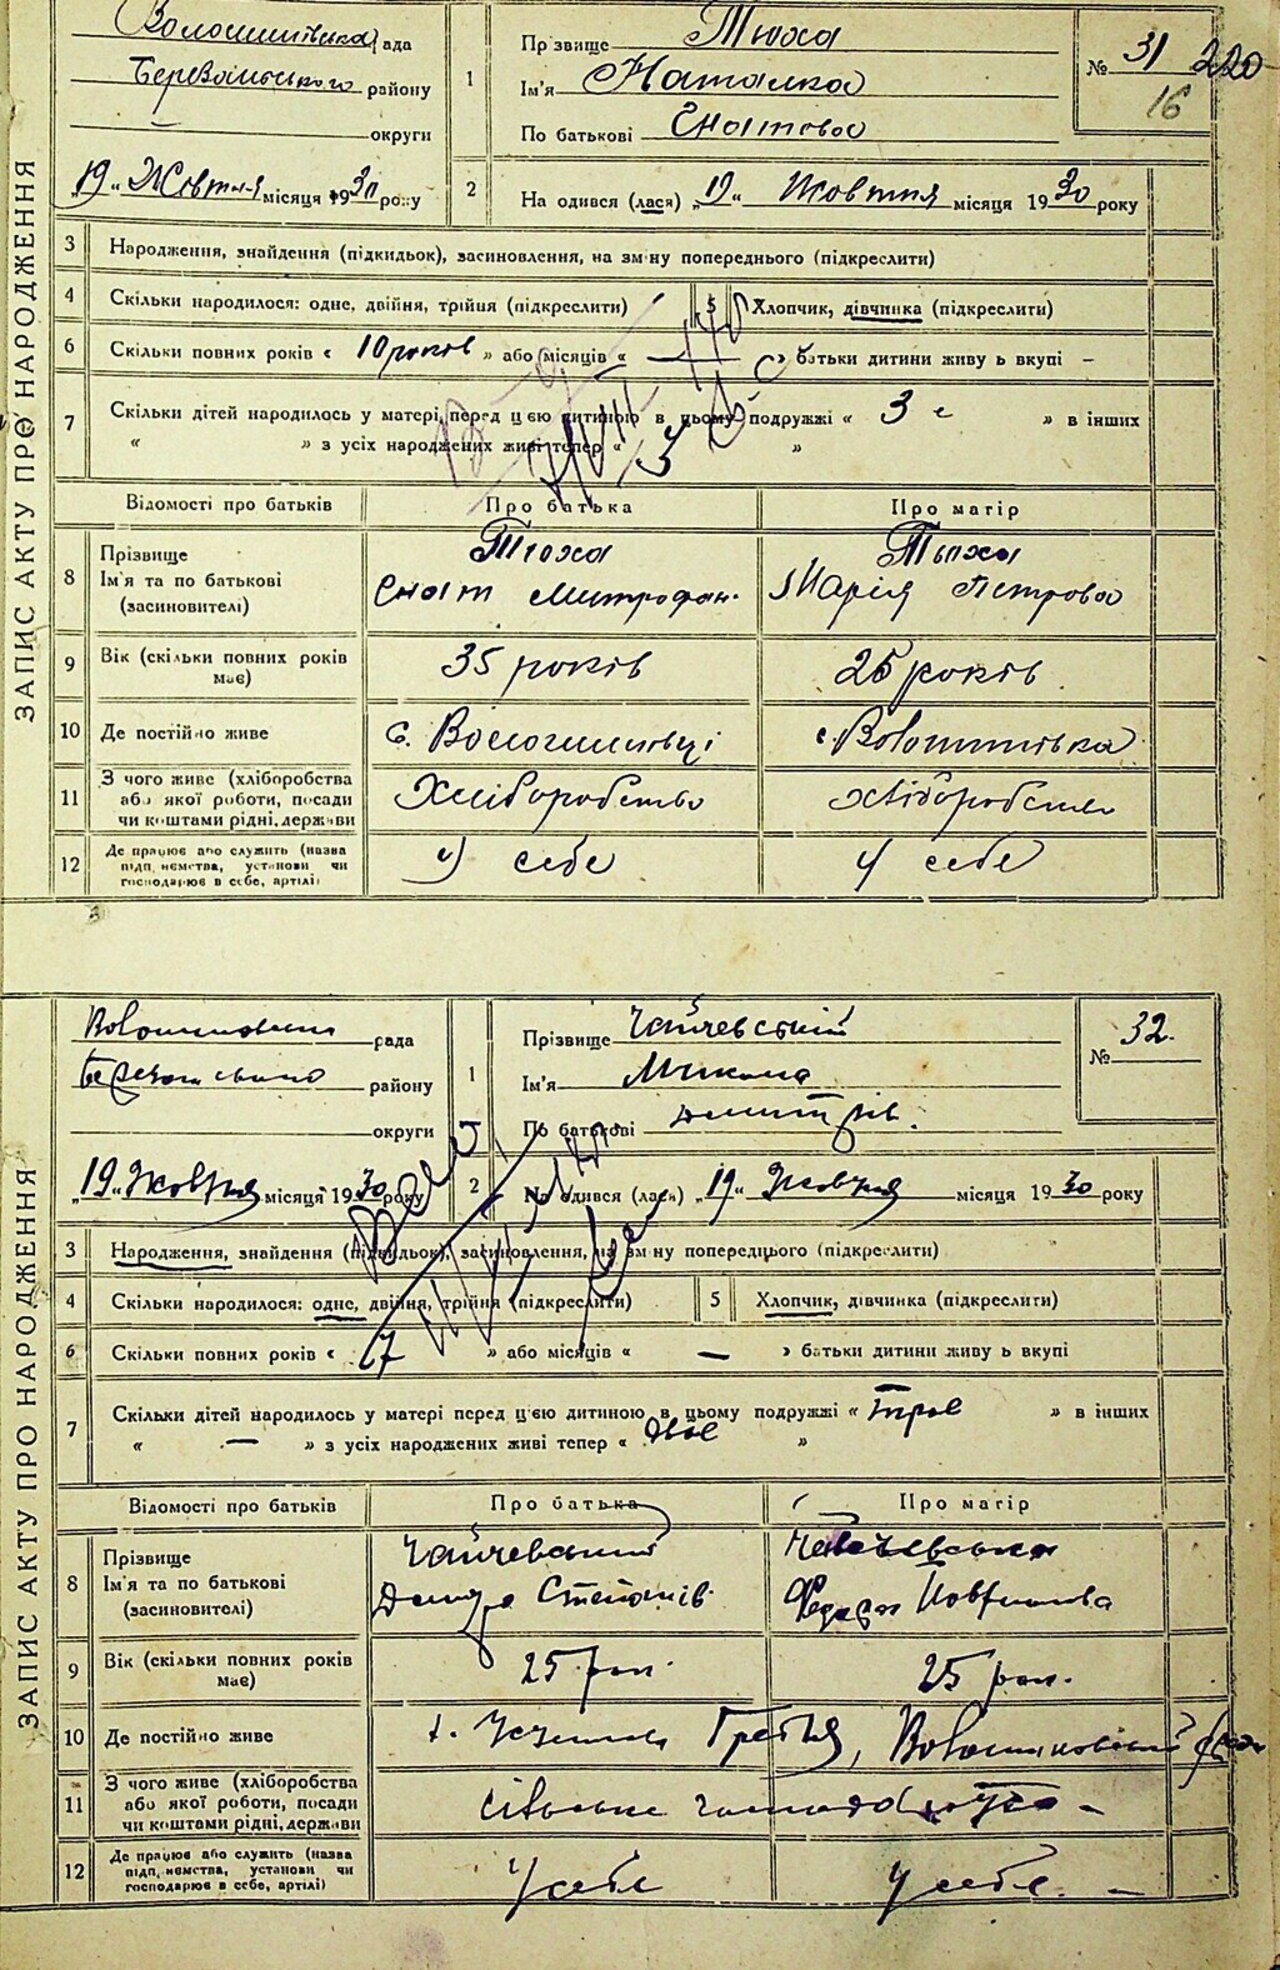 ЗАПИС АКТУ ПРО НАРОДЖЕННЯ
Волошинівська рада
району
округи
„19“ Жовтня місяця 1930 року
1
Прізвище Тюха
Ім'я Наталка
По батькові Гнатова
№ 31 220
16
2
Народився (лася) „19“ Жовтня місяця 1930 року
3 Народження, знайдення (підкидьок), засиновлення, на зміну попереднього (підкреслити)
4 Скільки народилося: одне, двійня, трійня (підкреслити) 5 Хлопчик, дівчинка (підкреслити)
6 Скільки повних років « 10 років » або місяців « — » батьки дитини живуть вкупі —
7 Скільки дітей народилось у матері перед цією дитиною в цьому подружжі « 3 є » в інших
« » з усіх народжених живі тепер « 3 »
Відомості про батьків Про батька Про матір
8 Прізвище
Ім'я та по батькові
(засиновителі)
Тюха
Гнат Митрофан.
Тюха
Марія Петрова
9 Вік (скільки повних років має) 35 років 25 років
10 Де постійно живе с. Волошинівці с. Волошинівка
11 З чого живе (хліборобства
або якої роботи, посади
чи коштами рідні, держави
Хліборобство хліборобство
12 Де працює або служить (назва
підприємства, установи чи
господарює в себе, артілі)
У себе У себе
ЗАПИС АКТУ ПРО НАРОДЖЕННЯ
рада
району
округи
„19“ Жовтня місяця 1930 року
1
Прізвище Чайчевський
Ім'я Микола
По батькові
№ 32.
2
Народився (лася) „19“ Жовтня місяця 1930 року
3 Народження, знайдення (підкидьок), засиновлення, на зміну попереднього (підкреслити)
4 Скільки народилося: одне, двійня, трійня (підкреслити) 5 Хлопчик, дівчинка (підкреслити)
6 Скільки повних років « 7 » або місяців « — » батьки дитини живуть вкупі
7 Скільки дітей народилось у матері перед цією дитиною в цьому подружжі « троє » в інших
« — » з усіх народжених живі тепер « двоє »
Відомості про батьків Про батька Про матір
8 Прізвище
Ім'я та по батькові
(засиновителі)
Чайчевський
Степанів
Чайчевська
9 Вік (скільки повних років має) 25 рок. 25 рок.
10 Де постійно живе
11 З чого живе (хліборобства
або якої роботи, посади
чи коштами рідні, держави
сільське
12 Де працює або служить (назва
підприємства, установи чи
господарює в себе, артілі)
У себе У себе. —